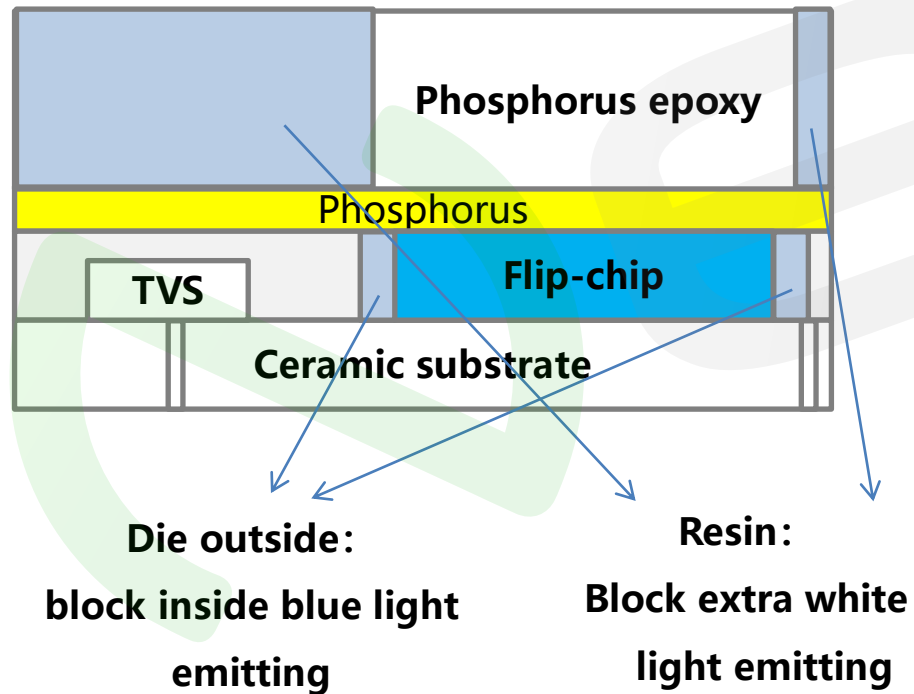 Phosphorus epoxy
Phosphorus
Flip-chip
TVS
Ceramic substrate
Die outside：
block inside blue light
emitting
Resin：
Block extra white
light emitting